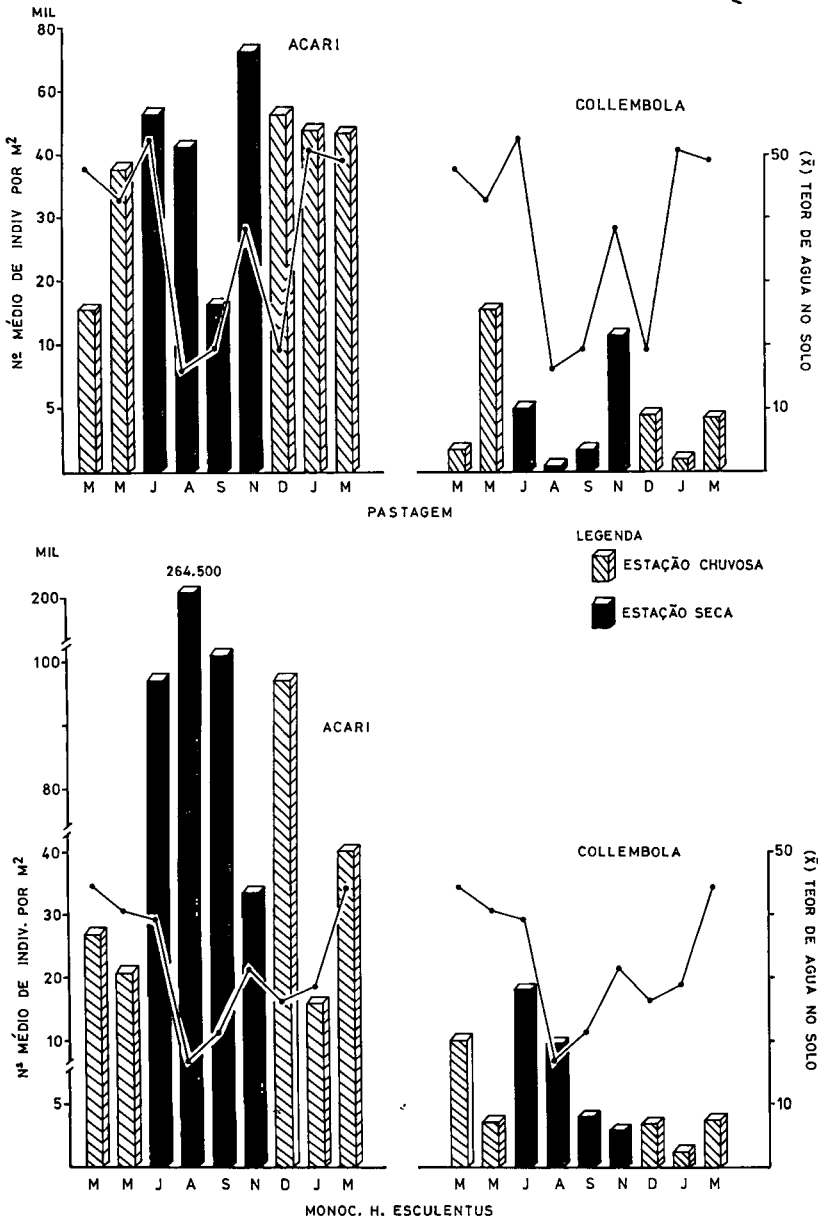 MIL
ACARI
80
60
40
30
20
10
5
Nº MÉDIO DE INDIV POR M²
M M J A S N D J M
COLLEMBOLA
50
10
(X̄) TEOR DE AGUA NO SOLO
M M J A S N D J M
PASTAGEM
LEGENDA
ESTAÇÃO CHUVOSA
ESTAÇÃO SECA
MIL
264.500
200
100
80
40
30
20
10
5
Nª MÉDIO DE INDIV. POR M²
ACARI
M M J A S N D J M
COLLEMBOLA
50
10
(X̄) TEOR DE AGUA NO SOLO
M M J A S N D J M
MONOC. H. ESCULENTUS